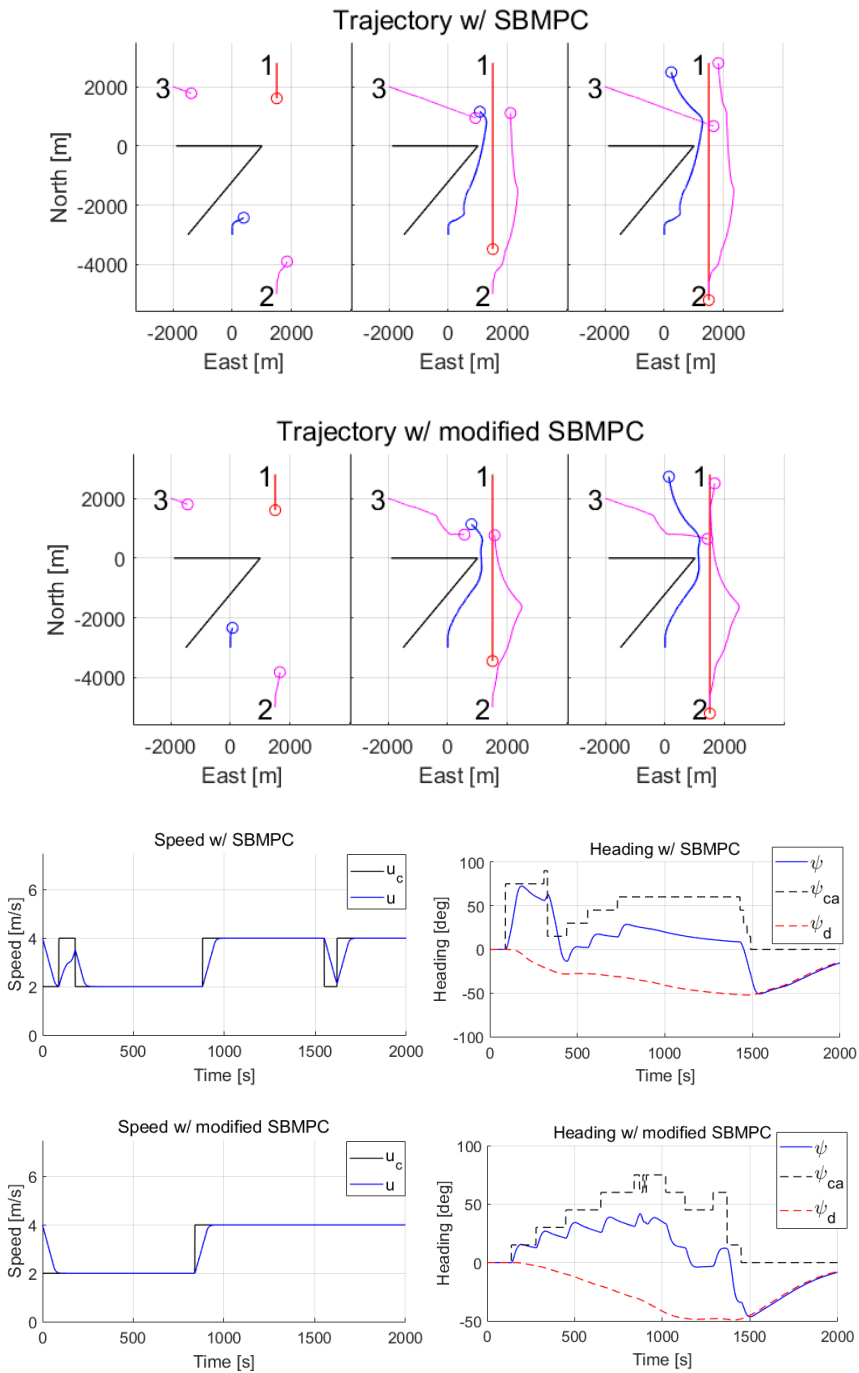 Trajectory w/ SBMPC
North [m]
2000
0
-2000
-4000
3 1 2
3 1 2
3 1 2
-2000 0 2000
-2000 0 2000
-2000 0 2000
East [m] East [m] East [m]
Trajectory w/ modified SBMPC
North [m]
2000
0
-2000
-4000
3 1 2
3 1 2
3 1 2
-2000 0 2000
-2000 0 2000
-2000 0 2000
East [m] East [m] East [m]
Speed w/ SBMPC
Speed [m/s]
6
4
2
0
u_c
u
0 500 1000 1500 2000
Time [s]
Heading w/ SBMPC
Heading [deg]
100
50
0
-50
-100
ψ
ψ_ca
ψ_d
0 500 1000 1500 2000
Time [s]
Speed w/ modified SBMPC
Speed [m/s]
6
4
2
0
u_c
u
0 500 1000 1500 2000
Time [s]
Heading w/ modified SBMPC
Heading [deg]
100
50
0
-50
ψ
ψ_ca
ψ_d
0 500 1000 1500 2000
Time [s]